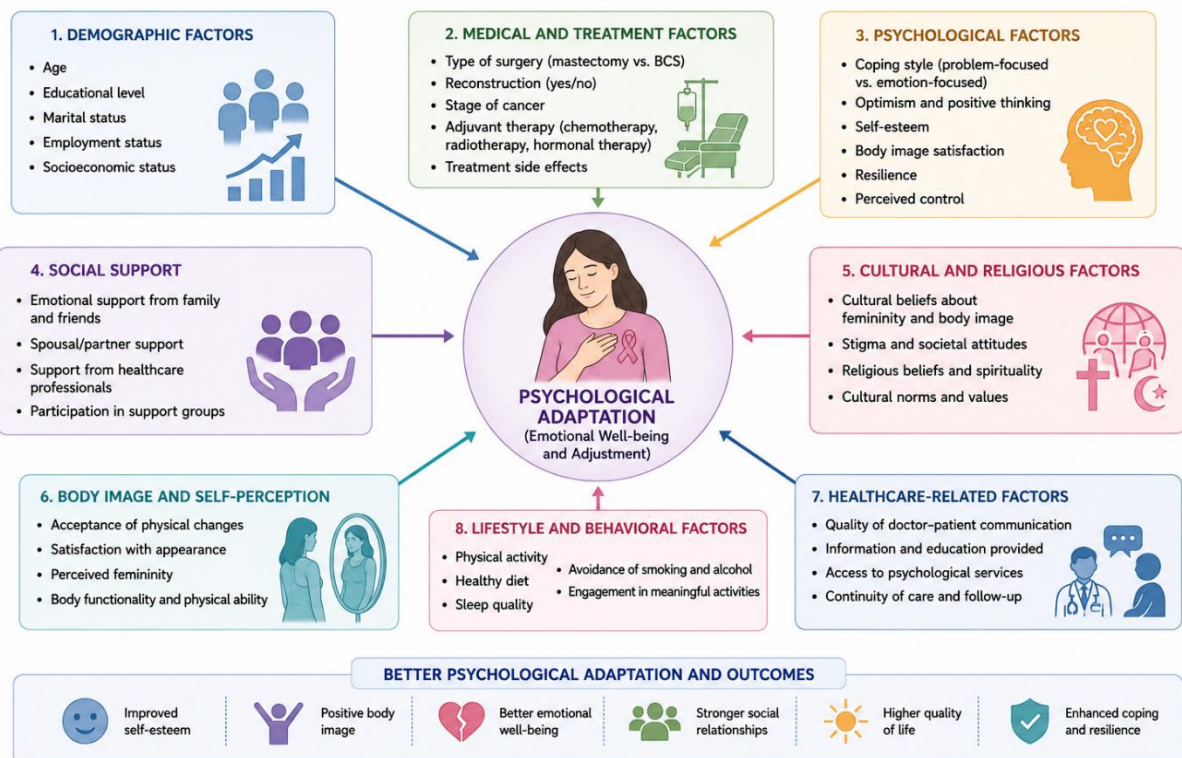 1. DEMOGRAPHIC FACTORS
• Age
• Educational level
• Marital status
• Employment status
• Socioeconomic status
2. MEDICAL AND TREATMENT FACTORS
• Type of surgery (mastectomy vs. BCS)
• Reconstruction (yes/no)
• Stage of cancer
• Adjuvant therapy (chemotherapy,
radiotherapy, hormonal therapy)
• Treatment side effects
3. PSYCHOLOGICAL FACTORS
• Coping style (problem-focused
vs. emotion-focused)
• Optimism and positive thinking
• Self-esteem
• Body image satisfaction
• Resilience
• Perceived control
4. SOCIAL SUPPORT
• Emotional support from family
and friends
• Spousal/partner support
• Support from healthcare
professionals
• Participation in support groups
PSYCHOLOGICAL
ADAPTATION
(Emotional Well-being
and Adjustment)
5. CULTURAL AND RELIGIOUS FACTORS
• Cultural beliefs about
femininity and body image
• Stigma and societal attitudes
• Religious beliefs and spirituality
• Cultural norms and values
6. BODY IMAGE AND SELF-PERCEPTION
• Acceptance of physical changes
• Satisfaction with appearance
• Perceived femininity
• Body functionality and physical ability
8. LIFESTYLE AND BEHAVIORAL FACTORS
• Physical activity
• Healthy diet
• Sleep quality
• Avoidance of smoking and alcohol
• Engagement in meaningful activities
7. HEALTHCARE-RELATED FACTORS
• Quality of doctor–patient communication
• Information and education provided
• Access to psychological services
• Continuity of care and follow-up
BETTER PSYCHOLOGICAL ADAPTATION AND OUTCOMES
Improved
self-esteem
Positive body
image
Better emotional
well-being
Stronger social
relationships
Higher quality
of life
Enhanced coping
and resilience